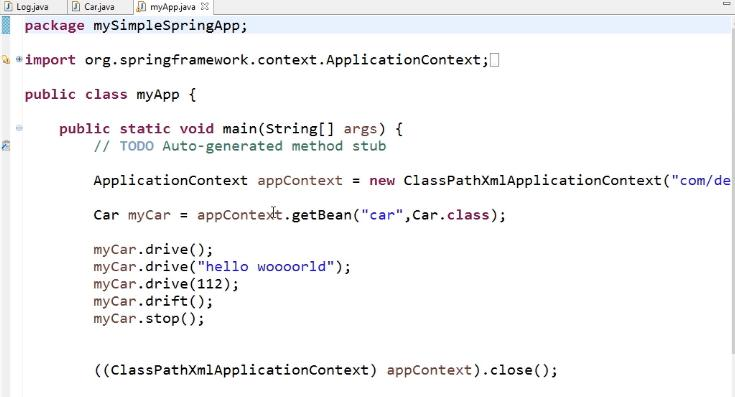 Log.java Car.java myApp.java
package mySimpleSpringApp;
import org.springframework.context.ApplicationContext;
public class myApp {
public static void main(String[] args) {
// TODO Auto-generated method stub
ApplicationContext appContext = new ClassPathXmlApplicationContext("com/de
Car myCar = appContext.getBean("car",Car.class);
myCar.drive();
myCar.drive("hello woooorld");
myCar.drive(112);
myCar.drift();
myCar.stop();
((ClassPathXmlApplicationContext) appContext).close();